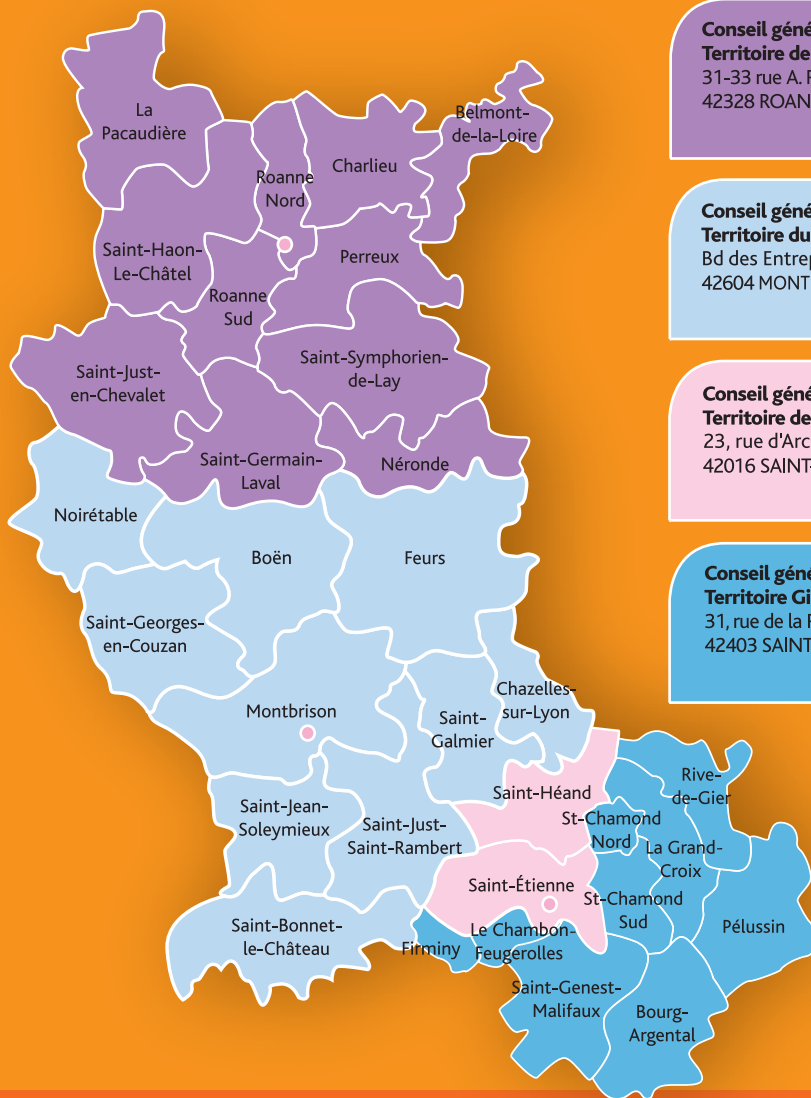 La
Pacaudière
Belmont-
de-la-Loire
Charlieu
Roanne
Nord
Saint-Haon-
Le-Châtel
Perreux
Roanne
Sud
Saint-Just-
en-Chevalet
Saint-Symphorien-
de-Lay
Saint-Germain-
Laval
Néronde
Noirétable
Boën
Feurs
Saint-Georges-
en-Couzan
Montbrison
Saint-
Galmier
Chazelles-
sur-Lyon
Saint-Jean-
Soleymieux
Saint-Just-
Saint-Rambert
Saint-Héand
Rive-
de-Gier
St-Chamond
Nord
La Grand-
Croix
Saint-Étienne
St-Chamond
Sud
Saint-Bonnet-
le-Château
Firminy
Le Chambon-
Feugerolles
Pélussin
Saint-Genest-
Malifaux
Bourg-
Argental
Conseil géné
Territoire de
31-33 rue A.
42328 ROAN
Conseil géné
Territoire du
Bd des Entrep
42604 MONT
Conseil géné
Territoire de
23, rue d'Arc
42016 SAINT-
Conseil géné
Territoire Gi
31, rue de la
42403 SAINT